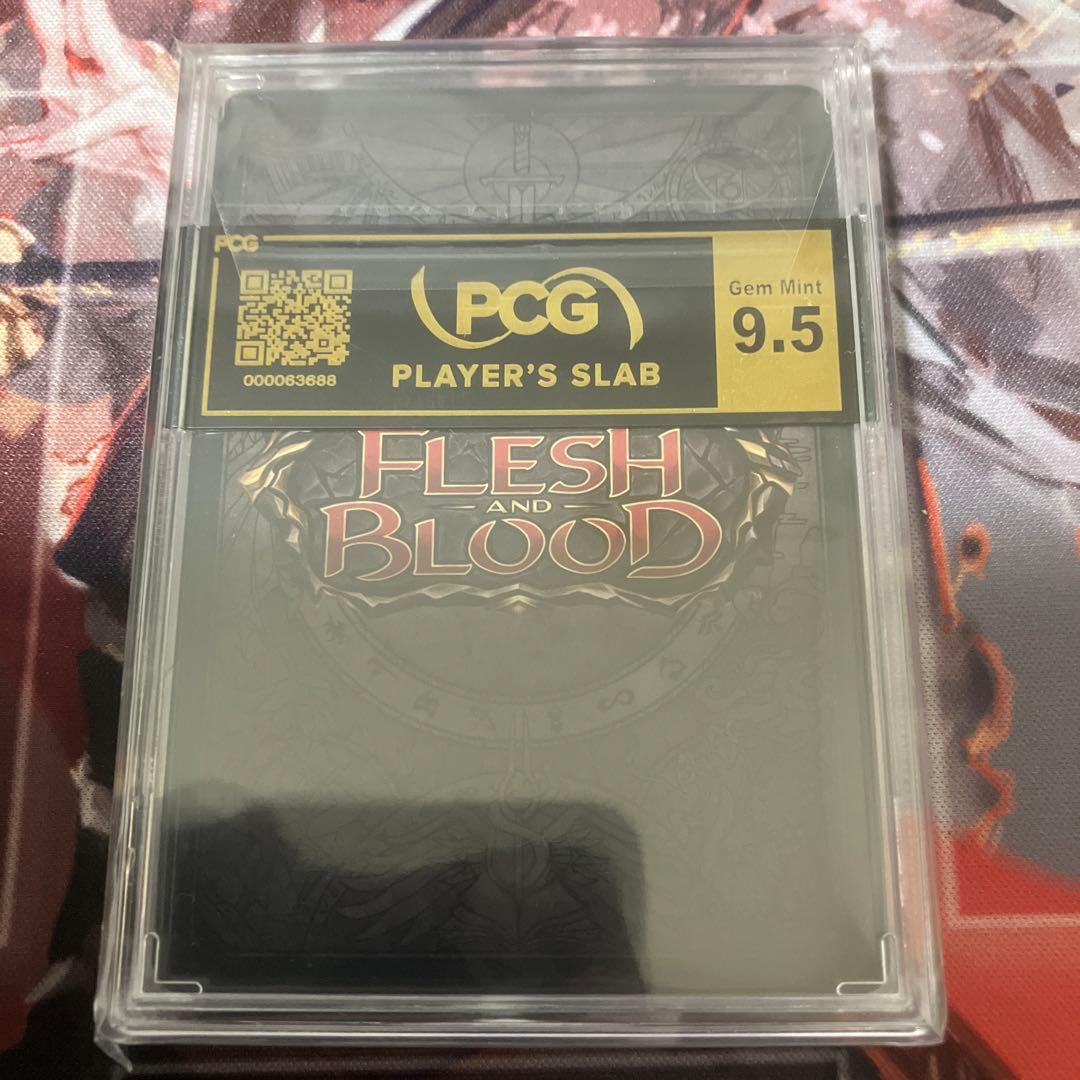 PCG
PCG
Gem Mint
9.5
000063688
PLAYER'S SLAB
FLESH
AND
BLOOD